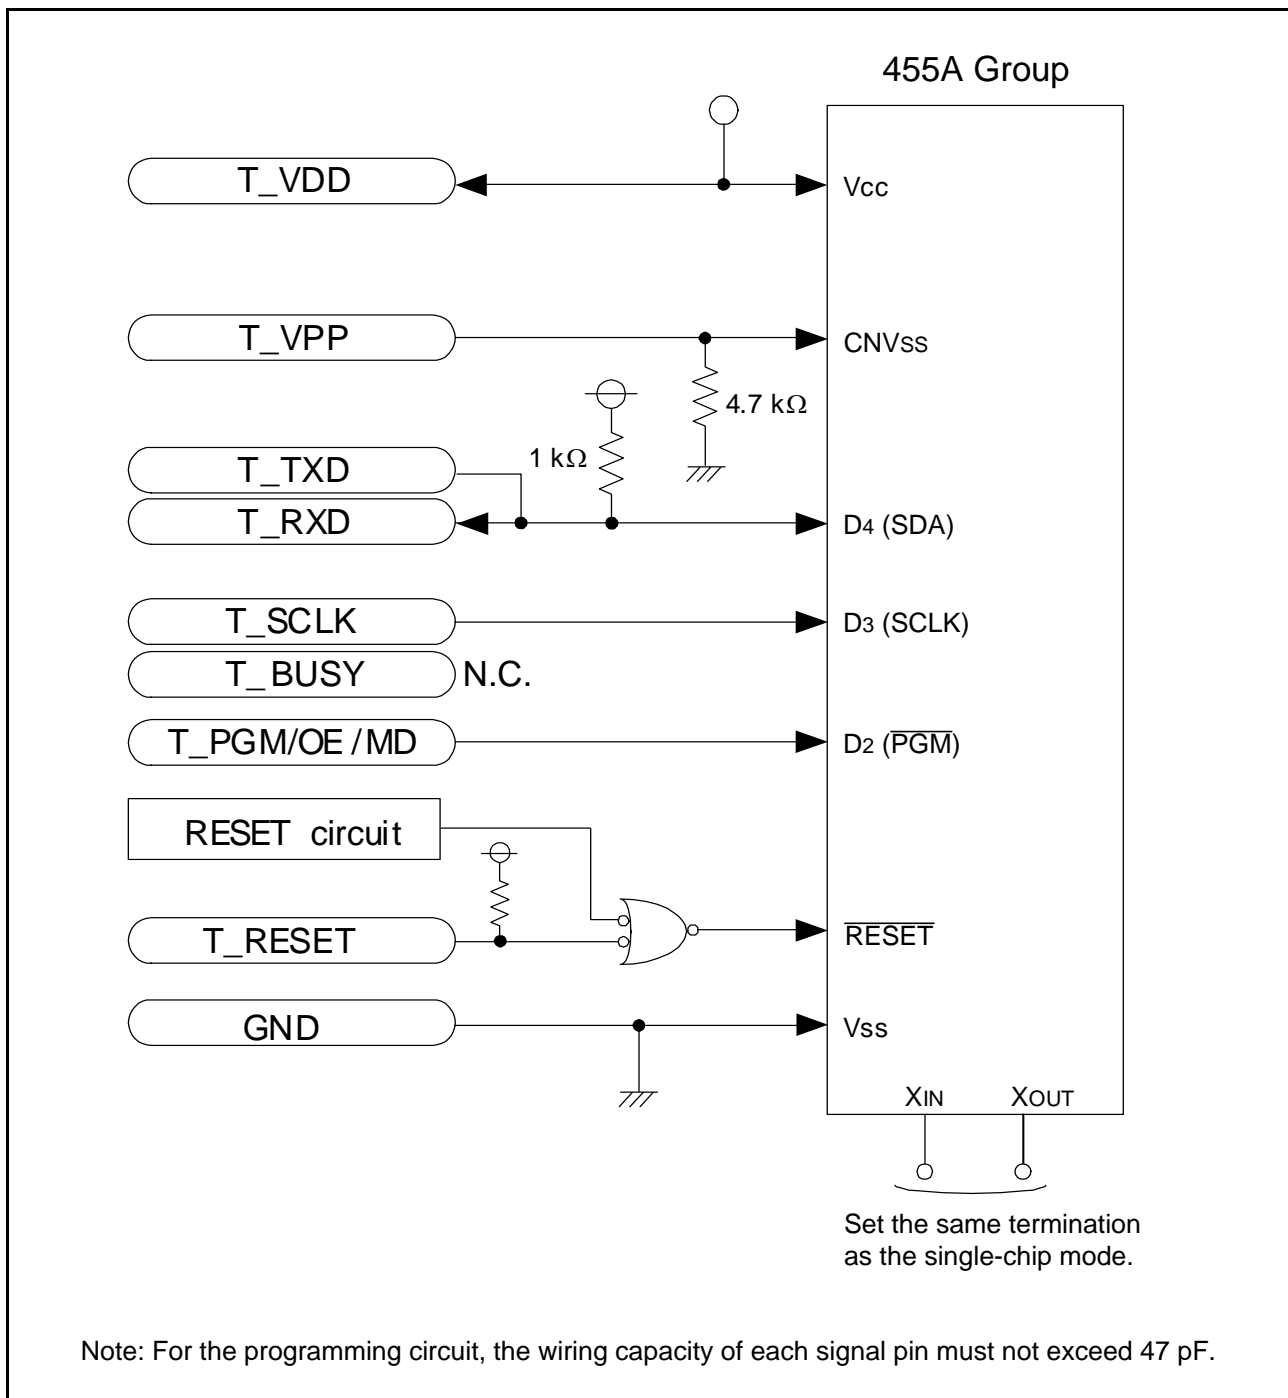 455A Group
T_VDD
Vcc
T_VPP
CNVss
4.7 kΩ
T_TXD
1 kΩ
T_RXD
D4 (SDA)
T_SCLK
D3 (SCLK)
T_BUSY
N.C.
T_PGM/OE/MD
D2 (PGM)
RESET circuit
T_RESET
RESET
GND
Vss
XIN
XOUT
Set the same termination
as the single-chip mode.
Note: For the programming circuit, the wiring capacity of each signal pin must not exceed 47 pF.